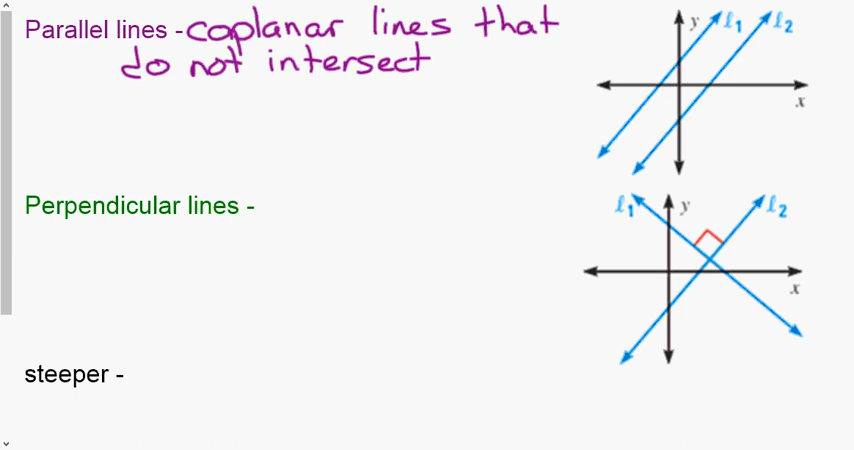 Parallel lines - coplanar lines that
do not intersect
y ℓ1 ℓ2
x
Perpendicular lines -
ℓ1 y ℓ2
x
steeper -